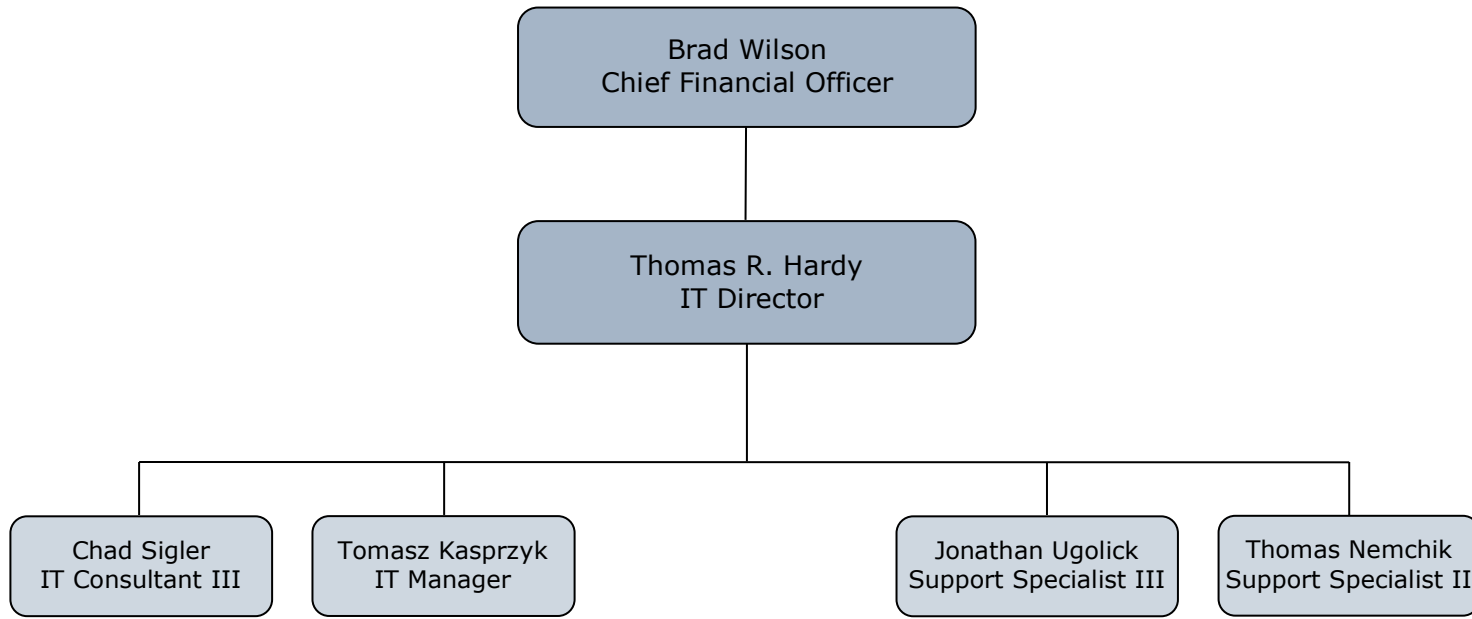 Brad Wilson
Chief Financial Officer
Thomas R. Hardy
IT Director
Chad Sigler
IT Consultant III
Tomasz Kasprzyk
IT Manager
Jonathan Ugolick
Support Specialist III
Thomas Nemchik
Support Specialist II